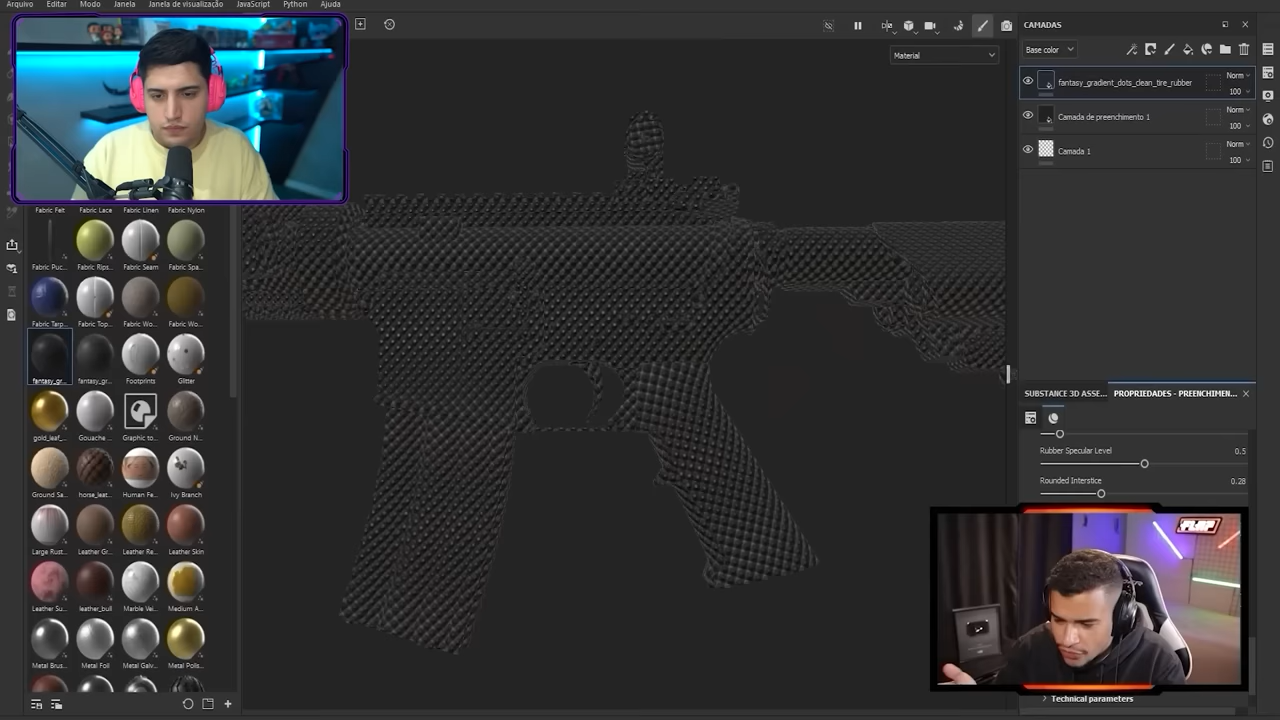 Arquivo Editar Modo Janela Janela de visualização JavaScript Python Ajuda
CAMADAS
Material
Base color
fantasy_gradient_dots_clean_tire_rubber
Norm
100
Camada de preenchimento 1
Norm
100
Camada 1
Norm
100
Fabric Felt Fabric Lace Fabric Linen Fabric Nylon
Fabric Puc... Fabric Rips... Fabric Seam Fabric Spa...
Fabric Tarp... Fabric Top... Fabric Wo... Fabric Wo...
fantasy_gr... fantasy_gr... Footprints Glitter
gold_leaf_... Gouache ... Graphic to... Ground N...
Ground Sa... horse_leat... Human Fe... Ivy Branch
Large Rust... Leather Gr... Leather Re... Leather Skin
Leather Su... leather_bull Marble Vei... Medium A...
Metal Brus... Metal Foil Metal Galv... Metal Polis...
SUBSTANCE 3D ASSE... PROPRIEDADES - PREENCHIMEN...
Rubber Specular Level 0.5
Rounded Interstice 0.28
FLOP
Technical parameters